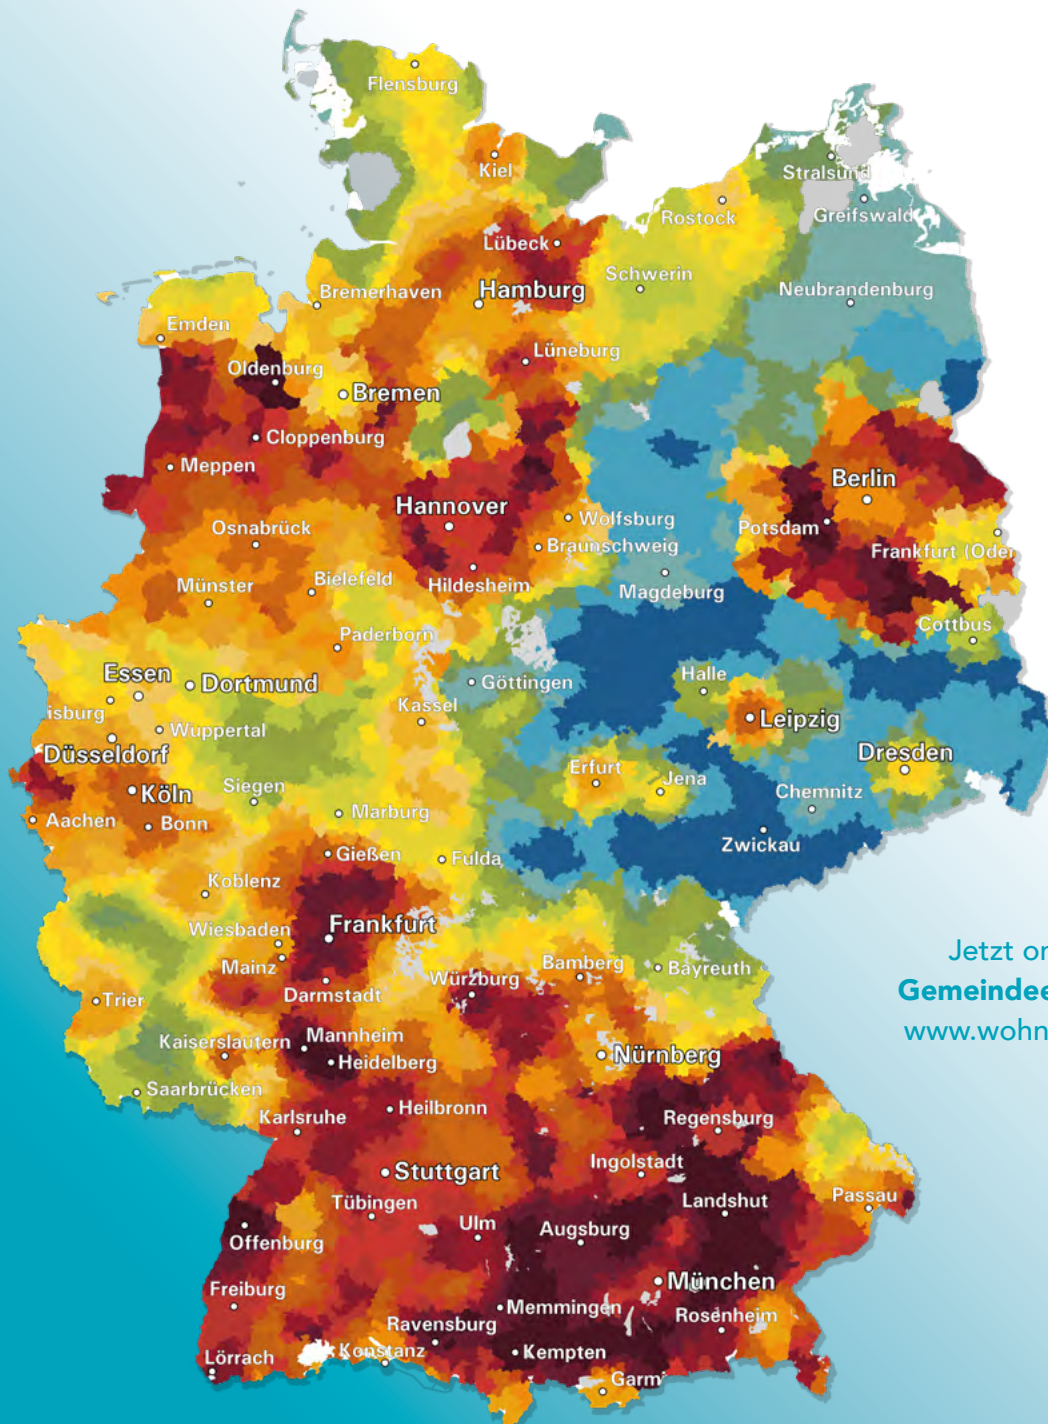 Flensburg
Kiel
Stralsund
Rostock
Greifswald
Lübeck
Schwerin
Neubrandenburg
Bremerhaven
Hamburg
Emden
Lüneburg
Oldenburg
Bremen
Cloppenburg
Meppen
Berlin
Hannover
Potsdam
Wolfsburg
Osnabrück
Braunschweig
Frankfurt (Oder
Münster
Bielefeld
Hildesheim
Magdeburg
Cottbus
Paderborn
Essen
Dortmund
Göttingen
Halle
isburg
Kassel
Leipzig
Wuppertal
Düsseldorf
Dresden
Erfurt
Jena
Köln
Siegen
Chemnitz
Aachen
Bonn
Marburg
Zwickau
Gießen
Fulda
Koblenz
Frankfurt
Wiesbaden
Mainz
Bamberg
Bayreuth
Jetzt on
Gemeindee
www.wohn
Würzburg
Darmstadt
Trier
Kaiserslautern
Mannheim
Heidelberg
Nürnberg
Saarbrücken
Karlsruhe
Heilbronn
Regensburg
Stuttgart
Ingolstadt
Tübingen
Landshut
Passau
Ulm
Augsburg
Offenburg
München
Freiburg
Memmingen
Rosenheim
Ravensburg
Konstanz
Kempten
Lörrach
Garm